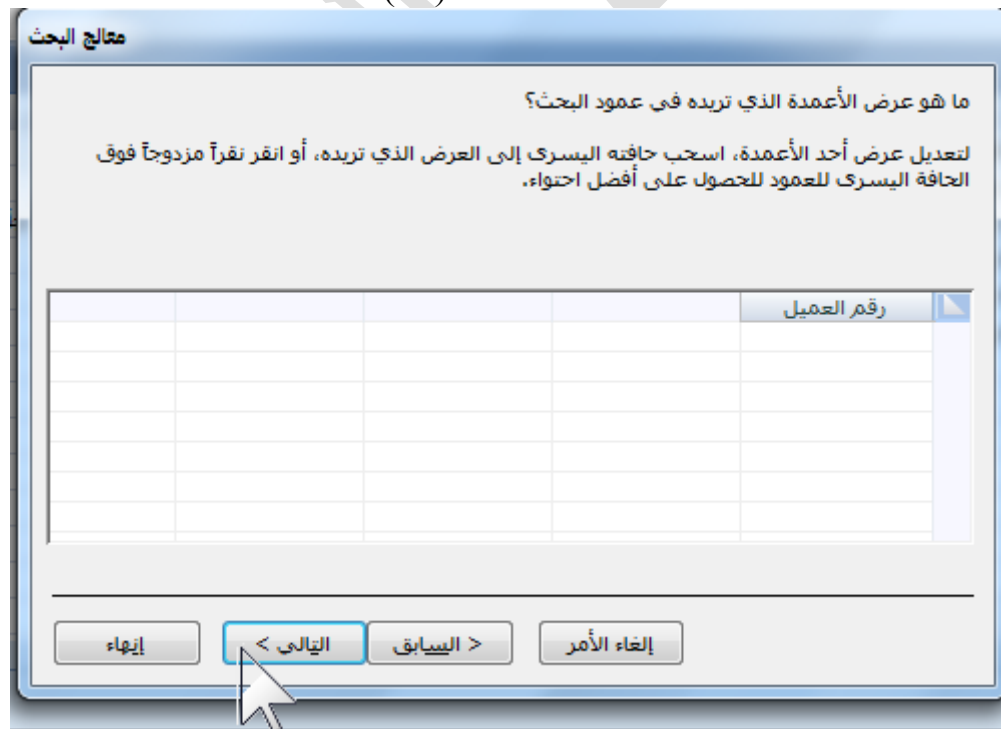 معالج البحث
ما هو عرض الأعمدة الذي تريده في عمود البحث؟
لتعديل عرض أحد الأعمدة، اسحب حافته اليسرى إلى العرض الذي تريده، أو انقر نقراً مزدوجاً فوق
الحافة اليسرى للعمود للحصول على أفضل احتواء.
رقم العميل
إلغاء الأمر
< السابق
التالي >
إنهاء